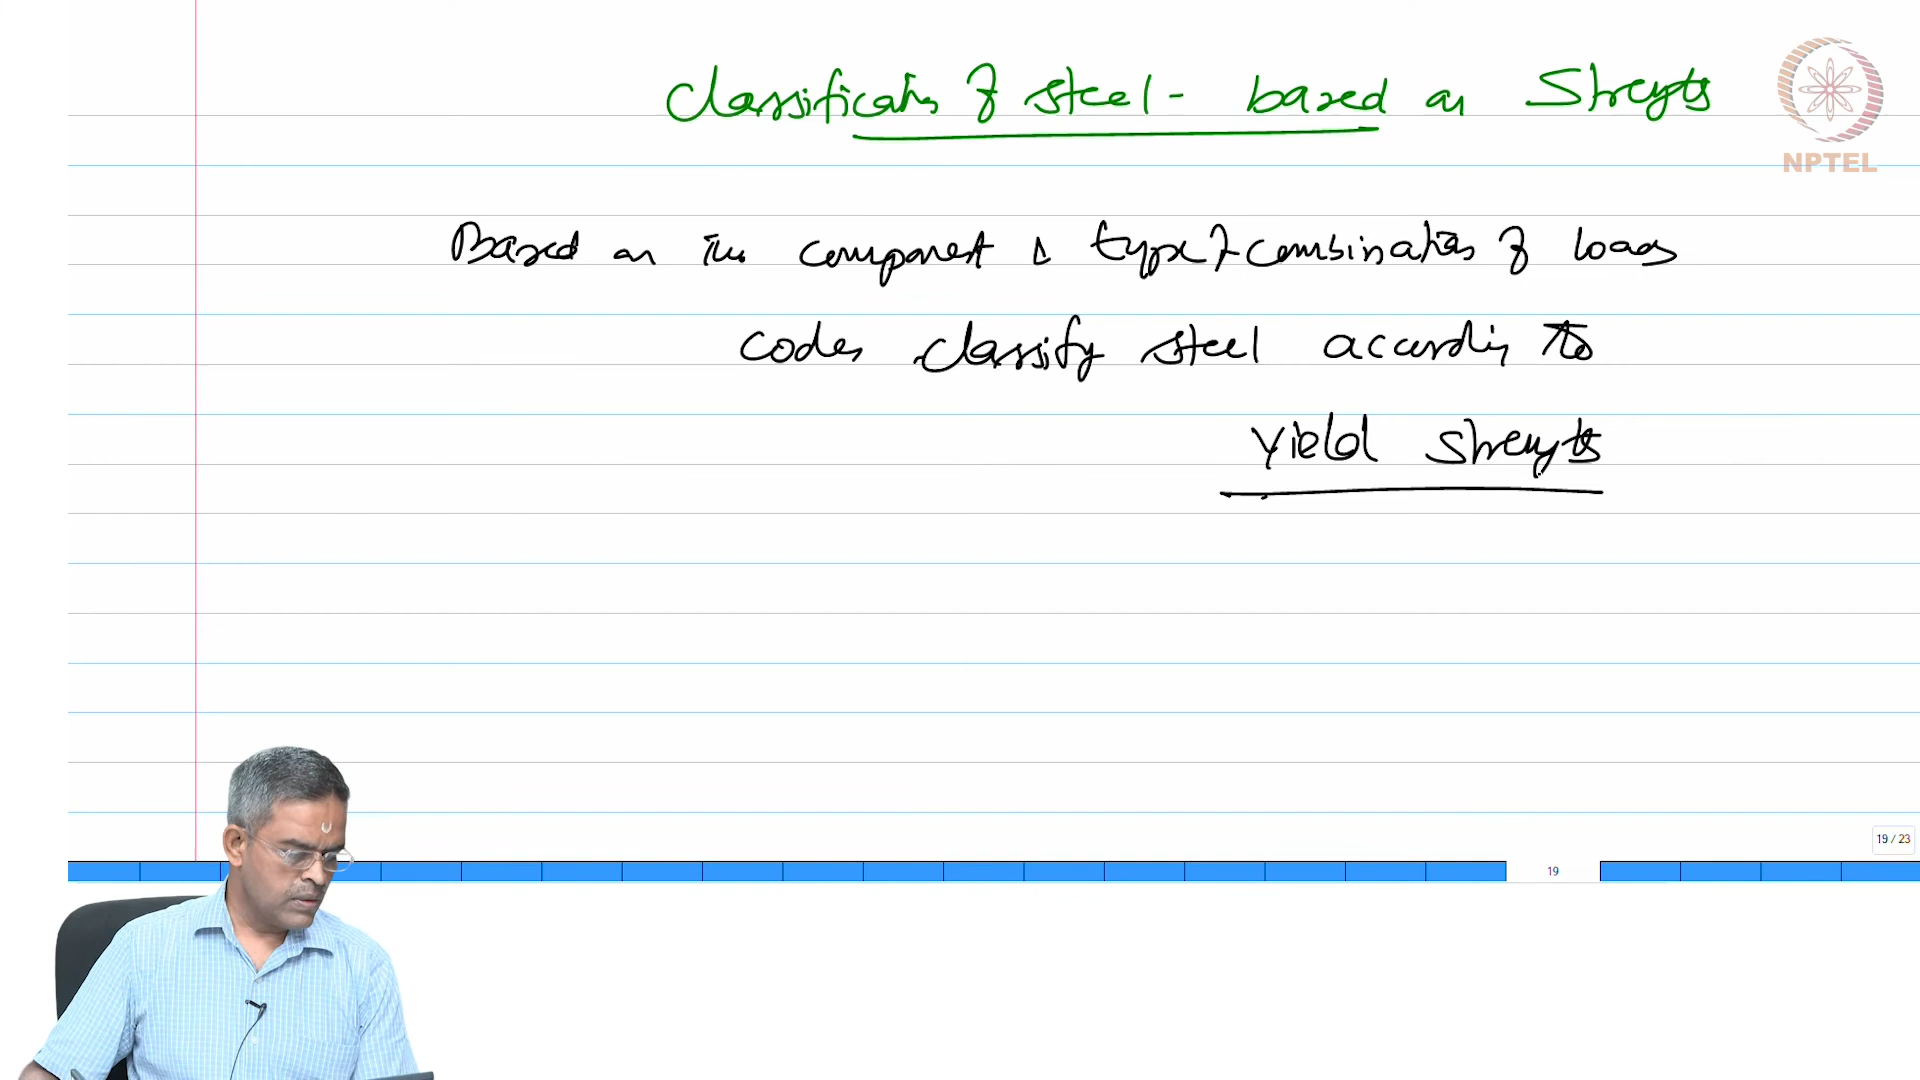 Classification of steel - based on Strength
NPTEL
Based on the component & type & combination of loads
codes classify steel according to
Yield strength
19 / 23
19